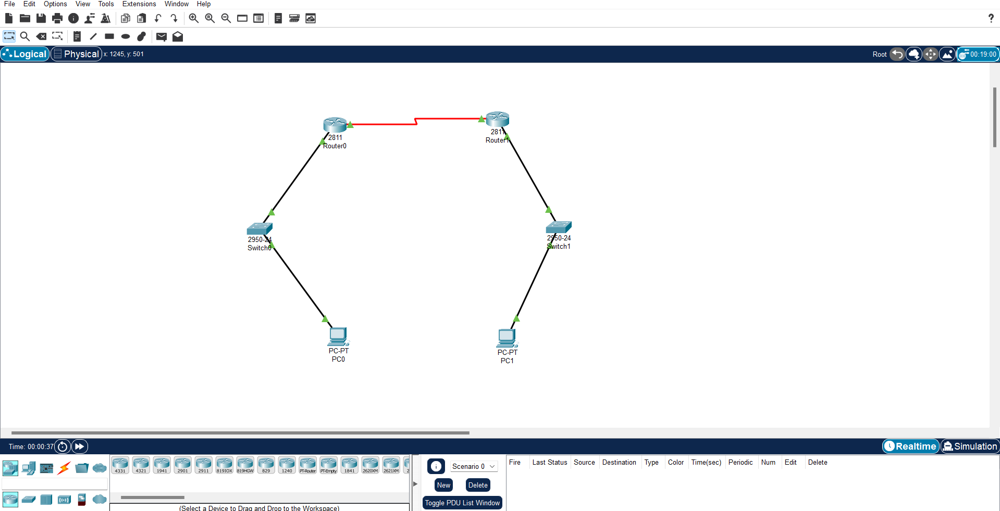 File Edit Options View Tools Extensions Window Help
?
Logical Physical x: 1245, y: 501 Root 00:19:00
2811
Router0
2811
Router1
2950-24
Switch0
2950-24
Switch1
PC-PT
PC0
PC-PT
PC1
Time: 00:00:37 Realtime Simulation
4331 4321 1941 2901 2911 819IOX 819HGW 829 1240 PT-Router PT-Empty 1841 2620XM 2621XM 2
(Select a Device to Drag and Drop to the Workspace)
Scenario 0
New Delete
Toggle PDU List Window
Fire Last Status Source Destination Type Color Time(sec) Periodic Num Edit Delete